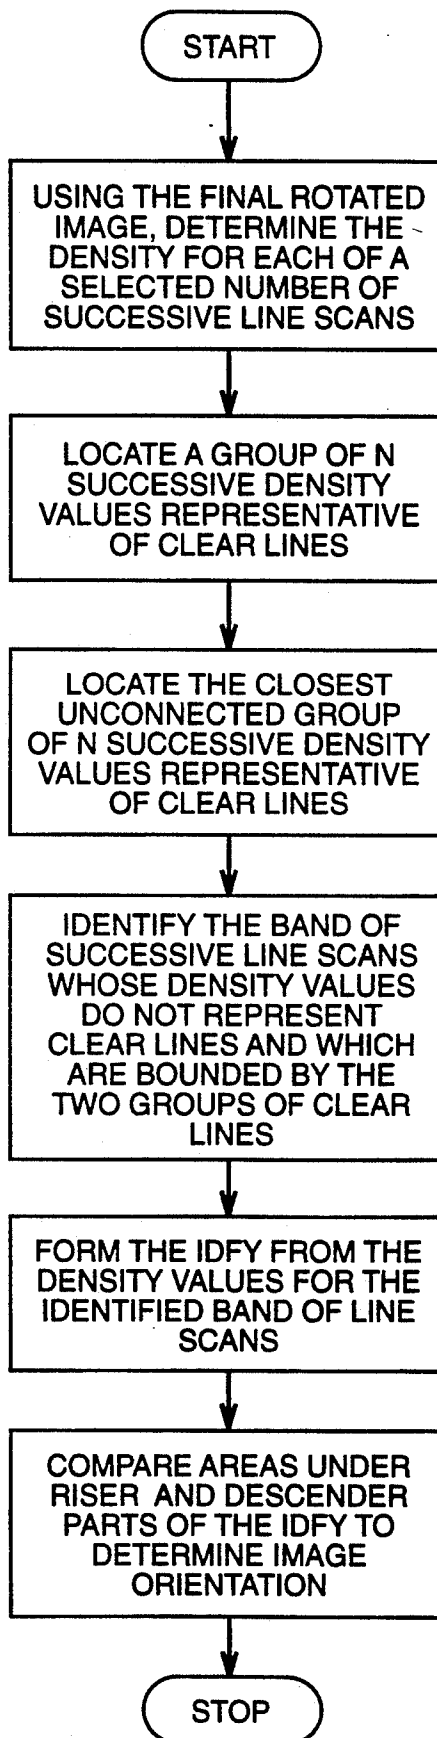 START
USING THE FINAL ROTATED
IMAGE, DETERMINE THE
DENSITY FOR EACH OF A
SELECTED NUMBER OF
SUCCESSIVE LINE SCANS
LOCATE A GROUP OF N
SUCCESSIVE DENSITY
VALUES REPRESENTATIVE
OF CLEAR LINES
LOCATE THE CLOSEST
UNCONNECTED GROUP
OF N SUCCESSIVE DENSITY
VALUES REPRESENTATIVE
OF CLEAR LINES
IDENTIFY THE BAND OF
SUCCESSIVE LINE SCANS
WHOSE DENSITY VALUES
DO NOT REPRESENT
CLEAR LINES AND WHICH
ARE BOUNDED BY THE
TWO GROUPS OF CLEAR
LINES
FORM THE IDFY FROM THE
DENSITY VALUES FOR THE
IDENTIFIED BAND OF LINE
SCANS
COMPARE AREAS UNDER
RISER AND DESCENDER
PARTS OF THE IDFY TO
DETERMINE IMAGE
ORIENTATION
STOP